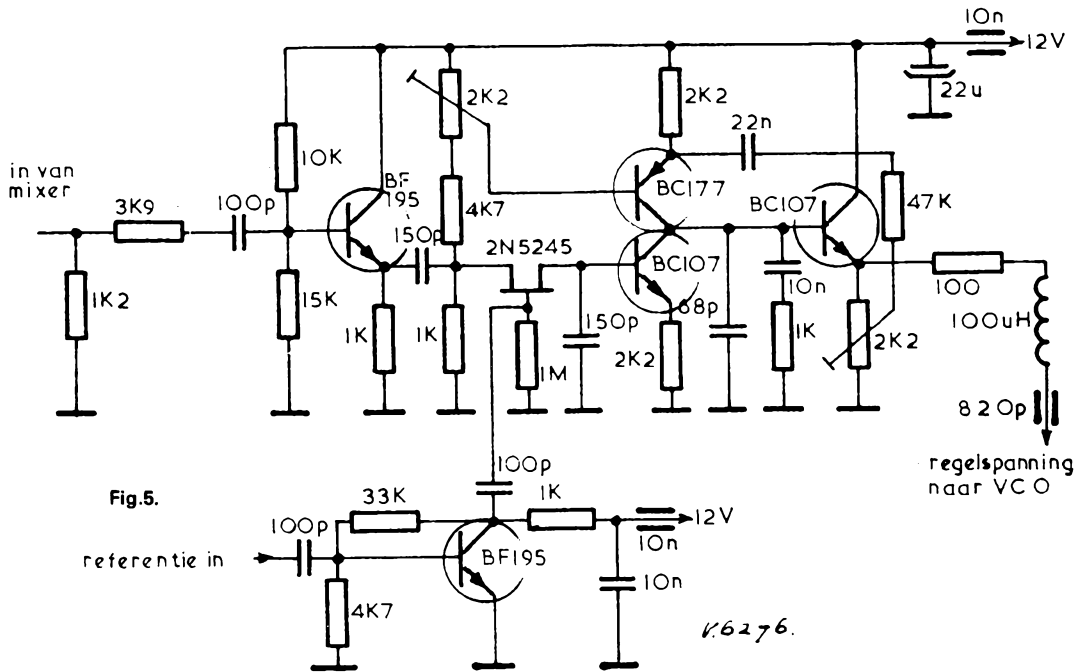 10n
12V
22u
2K2
2K2
22n
10K
in van
mixer
BF
195
BC177
BC107
47K
3K9
100p
4K7
150p
2N5245
BC107
68p
10n
100
100uH
1K2
15K
1K
1K
1M
150p
2K2
1K
2K2
820p
regelspanning
naar VCO
100p
Fig.5.
33K
1K
12V
100p
10n
referentie in
BF195
10n
4K7
V.6276.